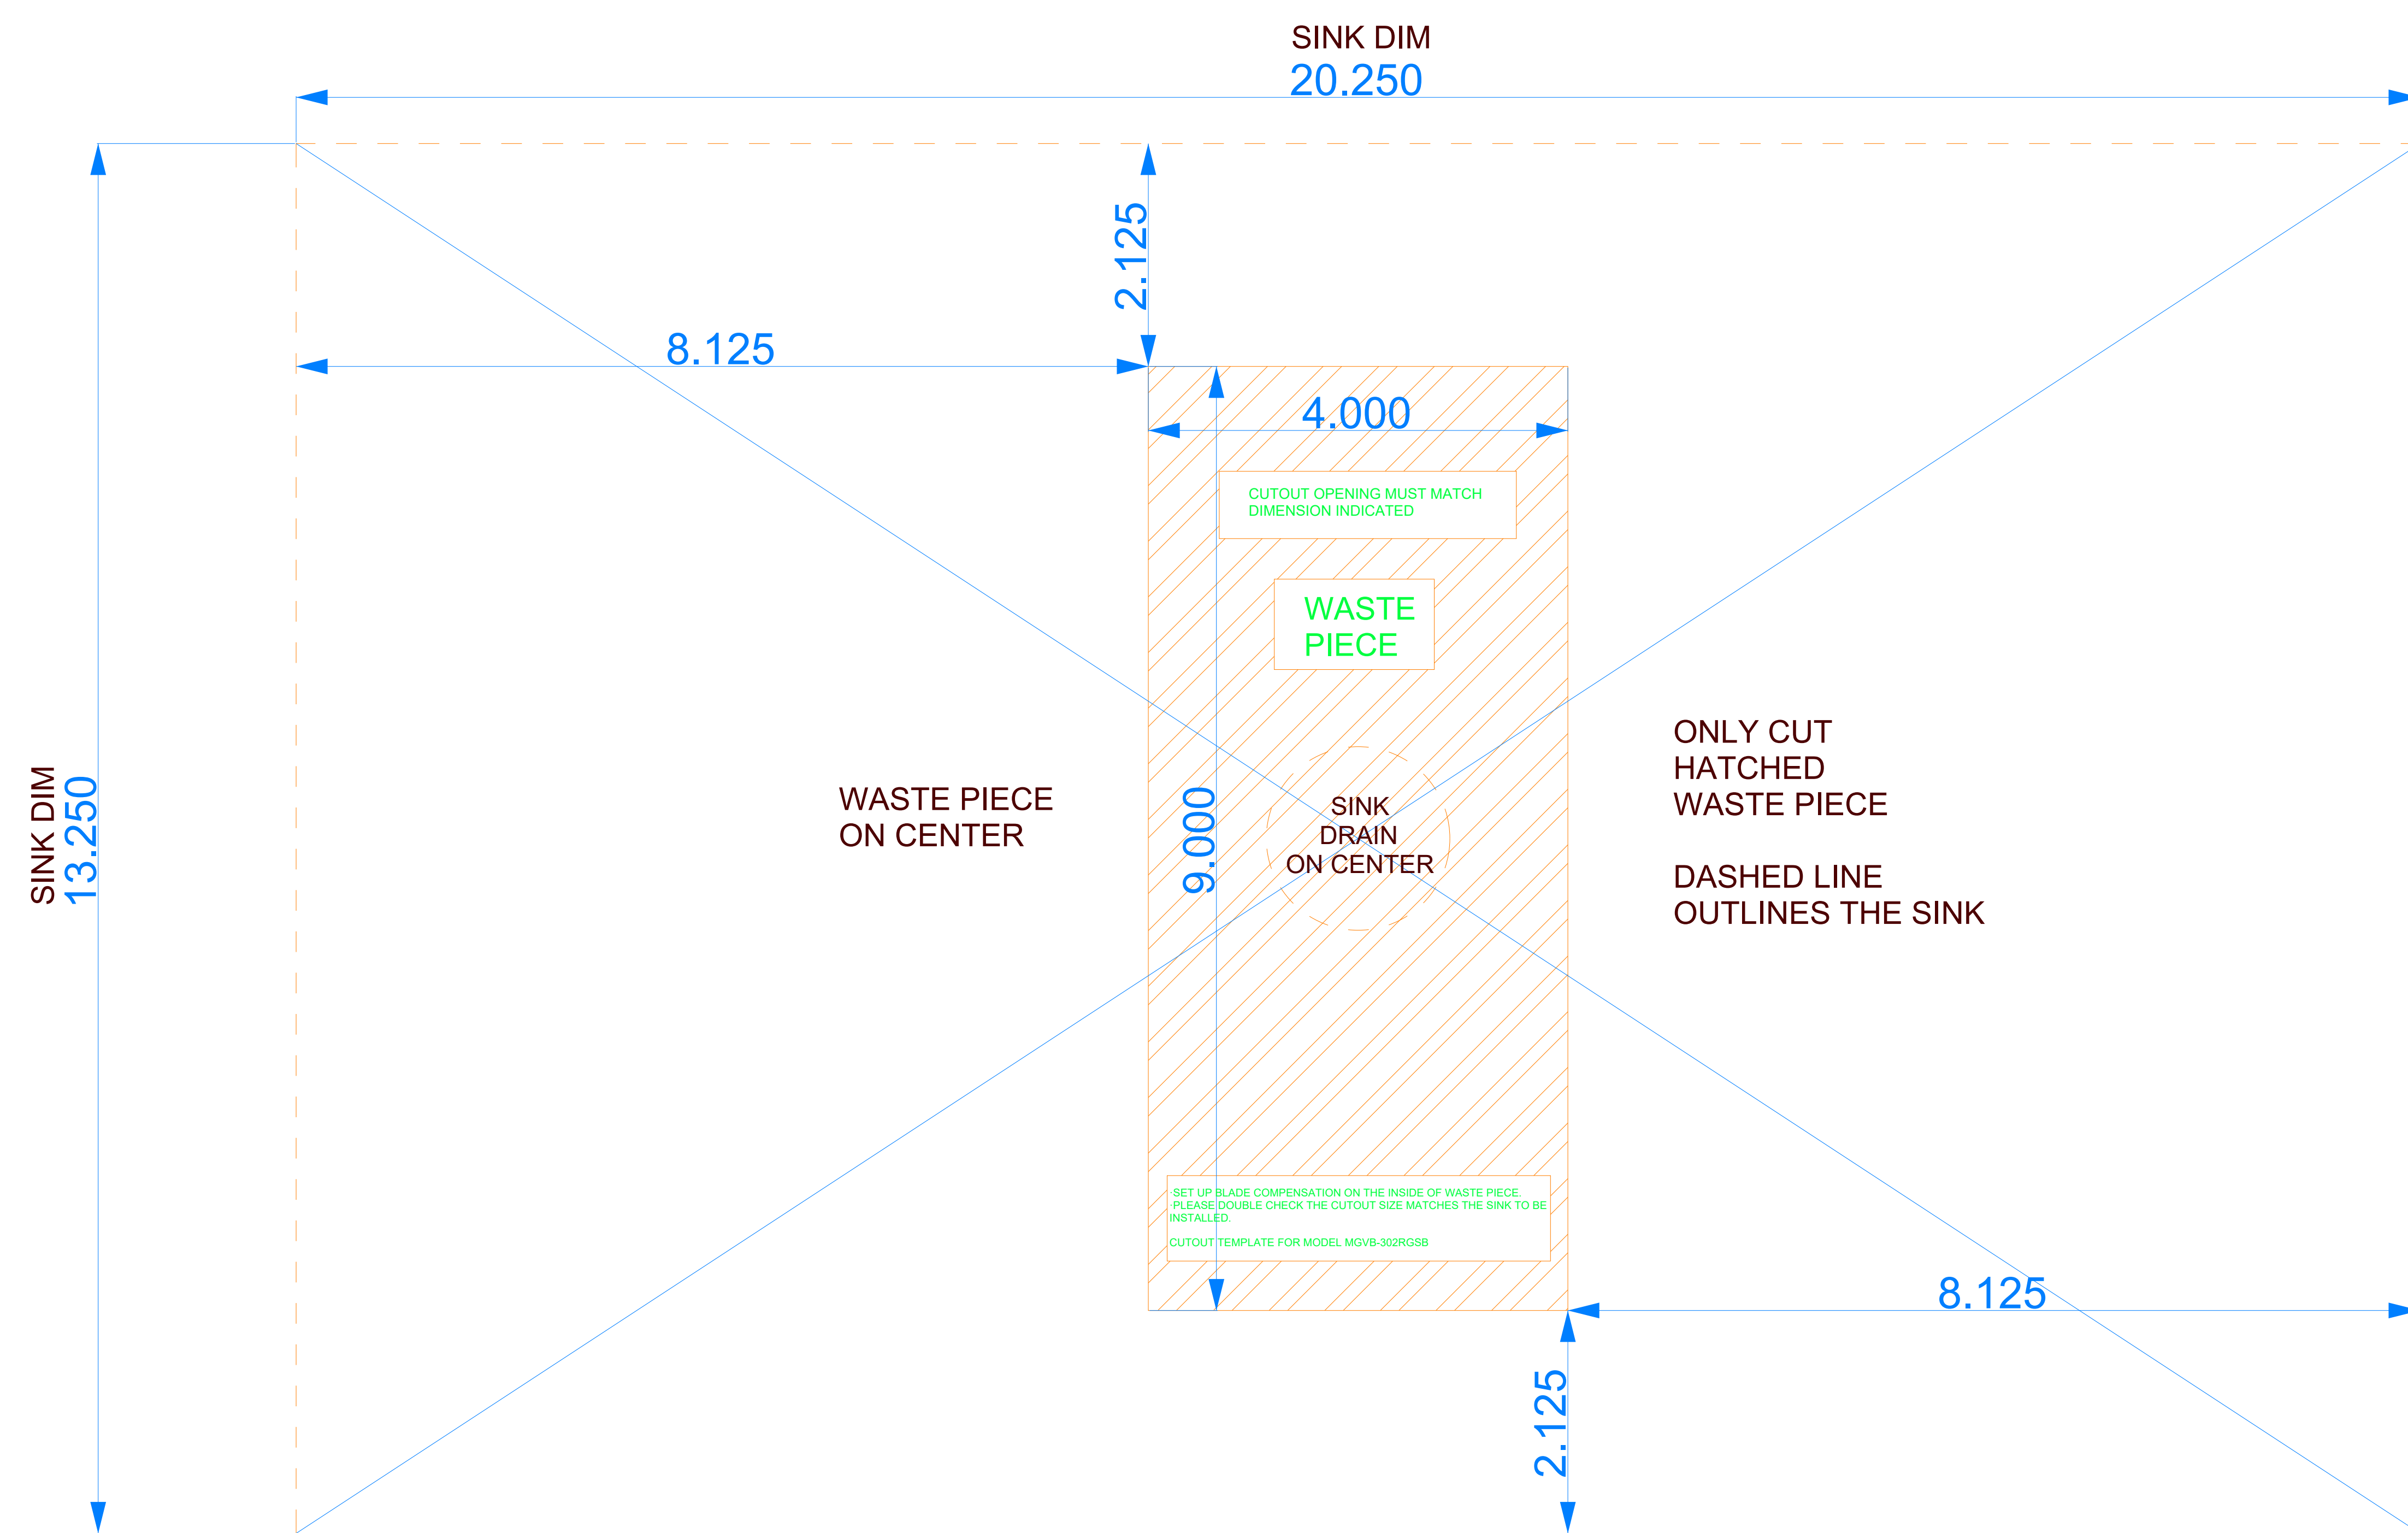 SINK DIM
20.250
2.125
8.125
4.000
CUTOUT OPENING MUST MATCH
DIMENSION INDICATED
WASTE
PIECE
SINK DIM
13.250
WASTE PIECE
ON CENTER
9.000
SINK
DRAIN
ON CENTER
ONLY CUT
HATCHED
WASTE PIECE
DASHED LINE
OUTLINES THE SINK
·SET UP BLADE COMPENSATION ON THE INSIDE OF WASTE PIECE.
·PLEASE DOUBLE CHECK THE CUTOUT SIZE MATCHES THE SINK TO BE
INSTALLED.
CUTOUT TEMPLATE FOR MODEL MGVB-302RGSB
8.125
2.125